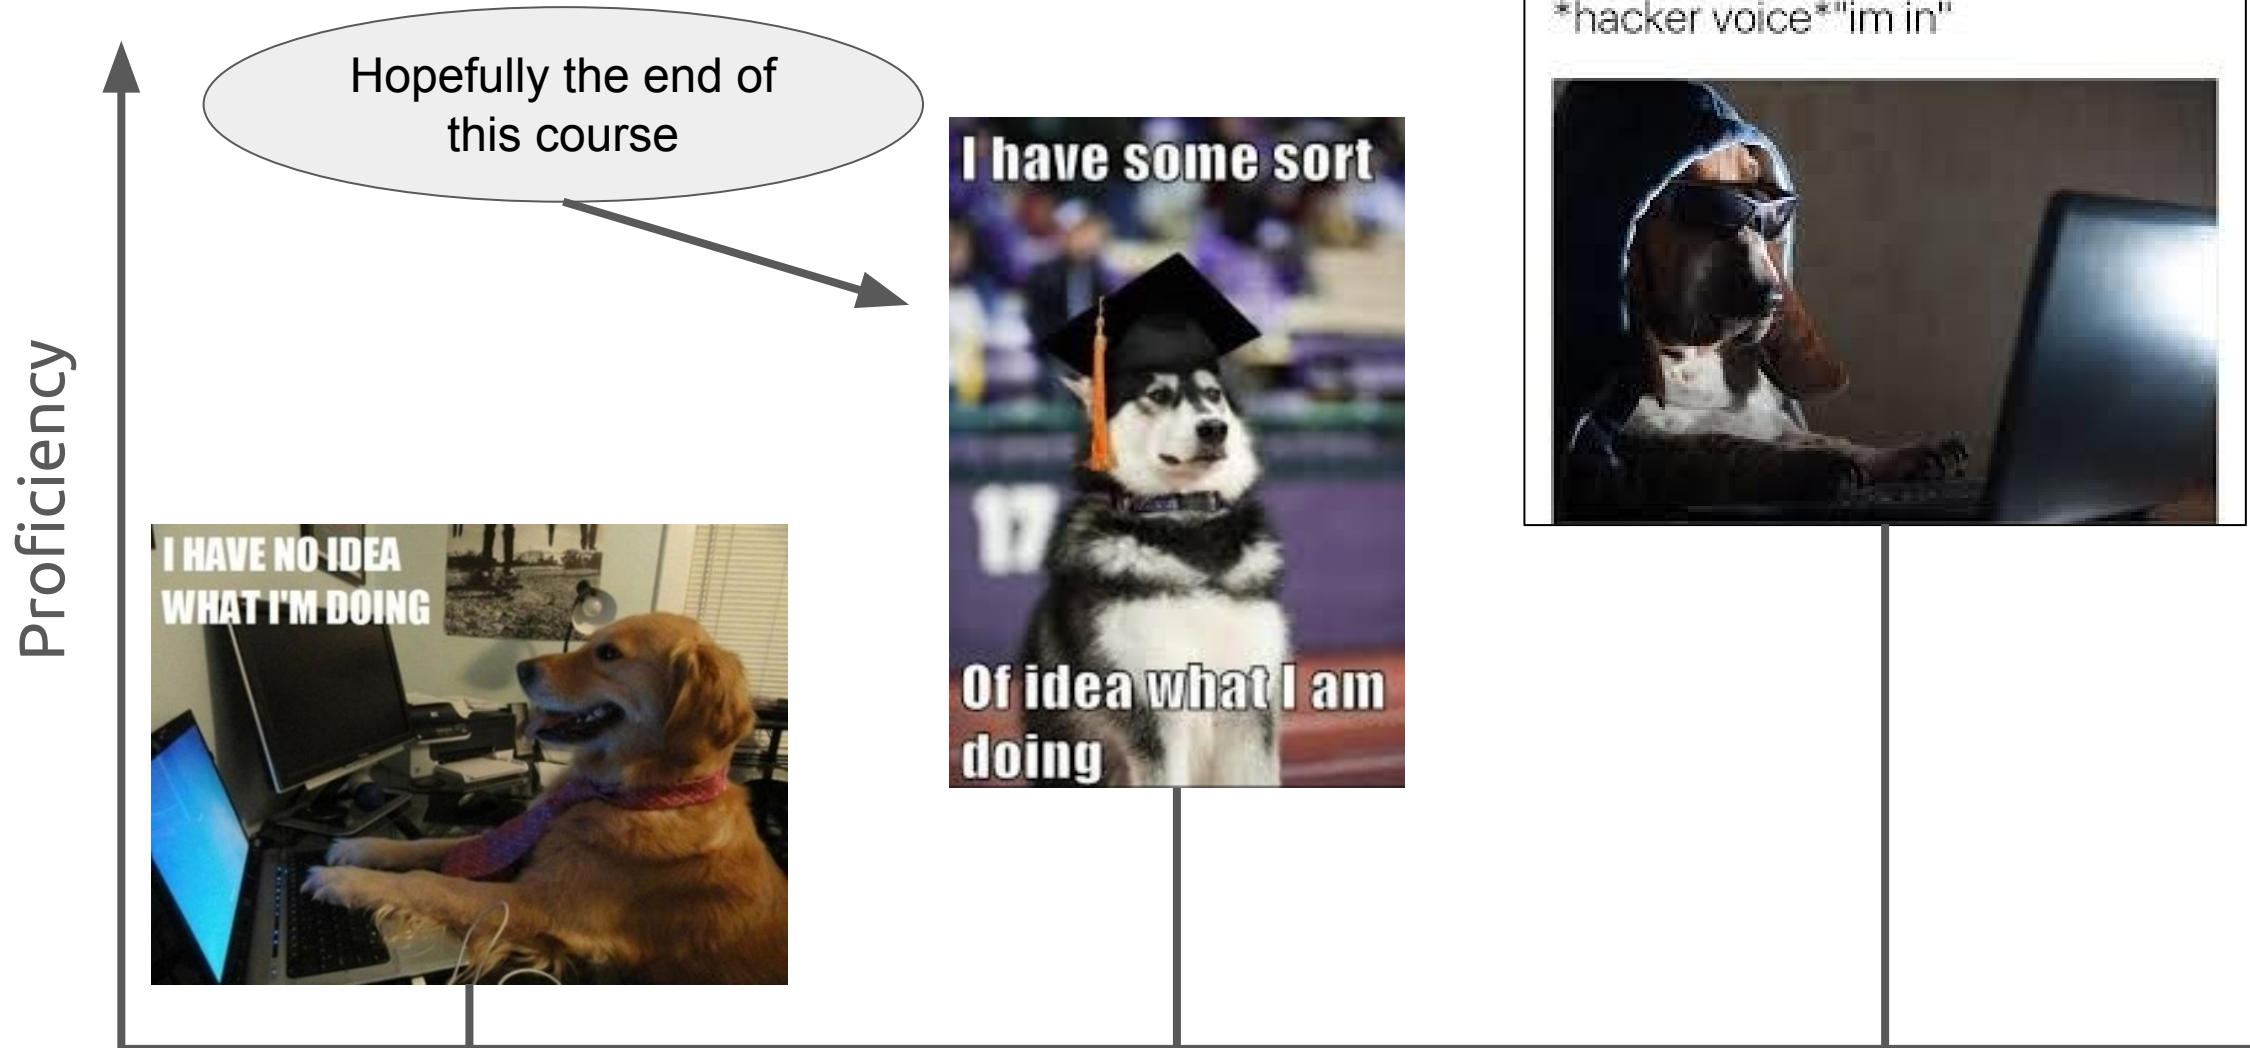 Hopefully the end of
this course
*hacker voice*"im in"
I have some sort
Of idea what I am
doing
17
I HAVE NO IDEA
WHAT I'M DOING
Proficiency